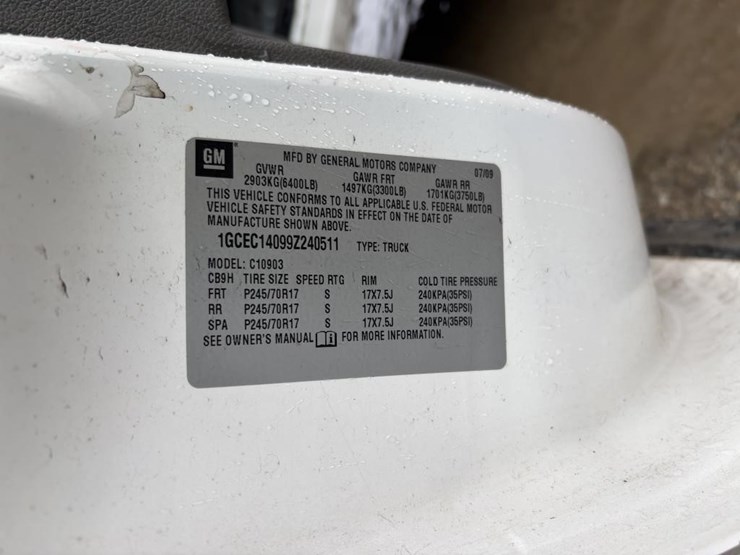 GM
MFD BY GENERAL MOTORS COMPANY 07/09
GVWR GAWR FRT GAWR RR
2903KG(6400LB) 1497KG(3300LB) 1701KG(3750LB)
THIS VEHICLE CONFORMS TO ALL APPLICABLE U.S. FEDERAL MOTOR
VEHICLE SAFETY STANDARDS IN EFFECT ON THE DATE OF
MANUFACTURE SHOWN ABOVE.
1GCEC14099Z240511 TYPE: TRUCK
MODEL: C10903
CB9H TIRE SIZE SPEED RTG RIM COLD TIRE PRESSURE
FRT P245/70R17 S 17X7.5J 240KPA(35PSI)
RR P245/70R17 S 17X7.5J 240KPA(35PSI)
SPA P245/70R17 S 17X7.5J 240KPA(35PSI)
SEE OWNER'S MANUAL FOR MORE INFORMATION.